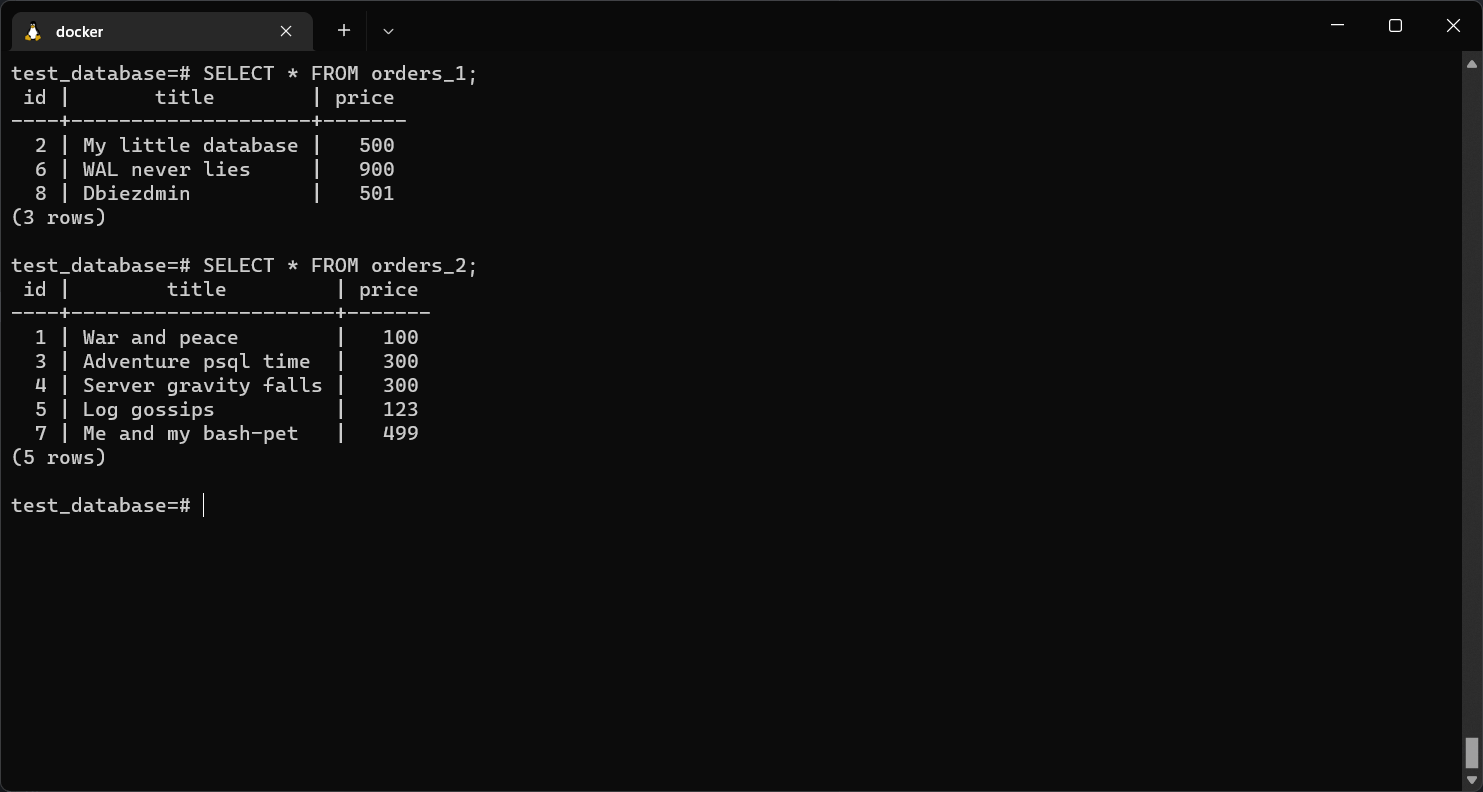 docker
test_database=# SELECT * FROM orders_1;
 id |       title        | price
----+--------------------+-------
  2 | My little database |   500
  6 | WAL never lies     |   900
  8 | Dbiezdmin          |   501
(3 rows)

test_database=# SELECT * FROM orders_2;
 id |        title         | price
----+----------------------+-------
  1 | War and peace        |   100
  3 | Adventure psql time  |   300
  4 | Server gravity falls |   300
  5 | Log gossips          |   123
  7 | Me and my bash-pet   |   499
(5 rows)

test_database=#